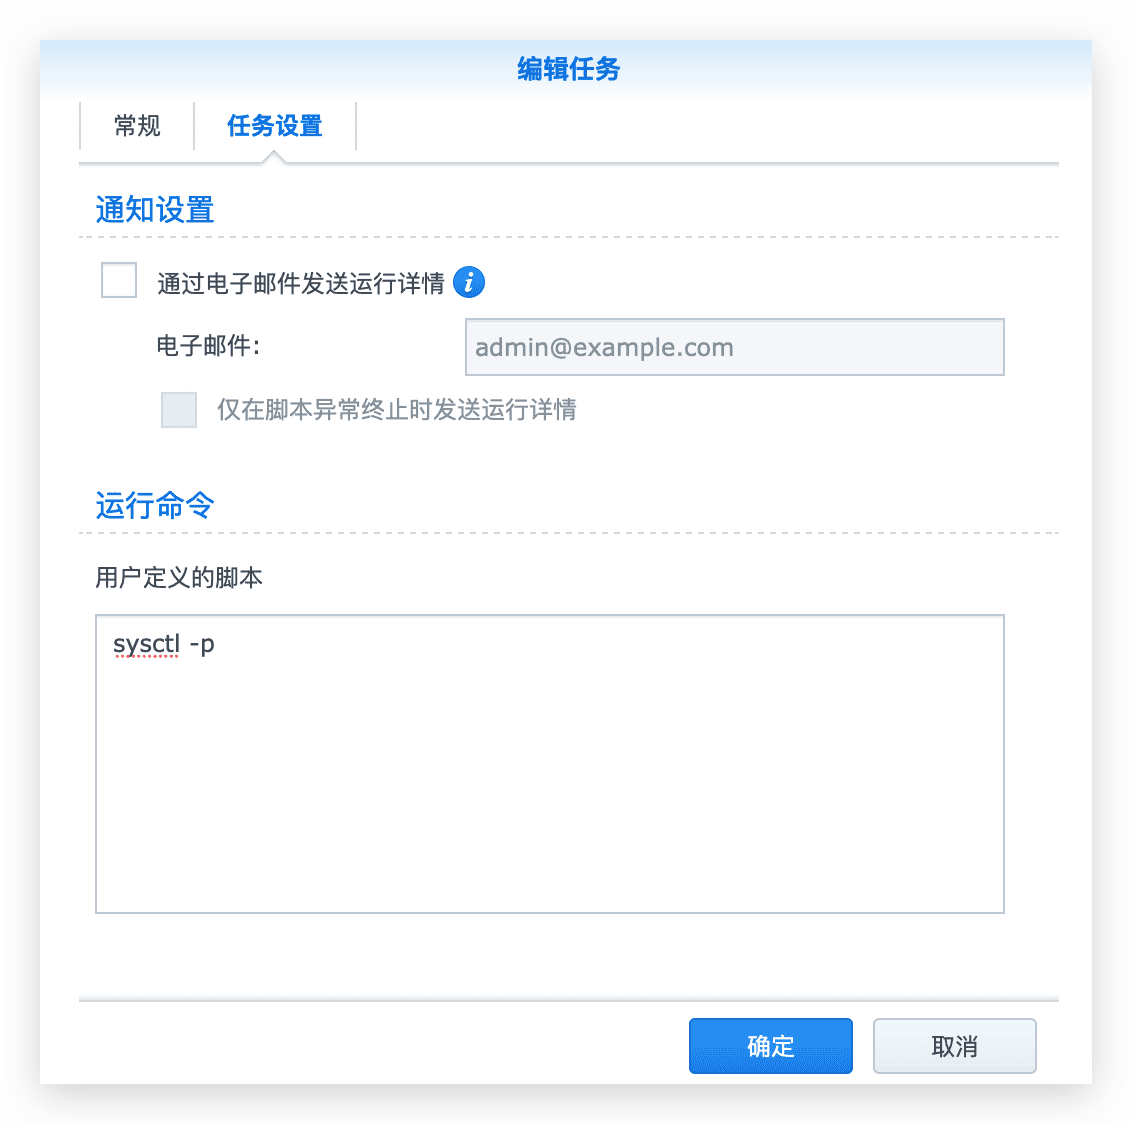 编辑任务
常规
任务设置
通知设置
通过电子邮件发送运行详情 i
电子邮件:
admin@example.com
仅在脚本异常终止时发送运行详情
运行命令
用户定义的脚本
sysctl -p
确定
取消